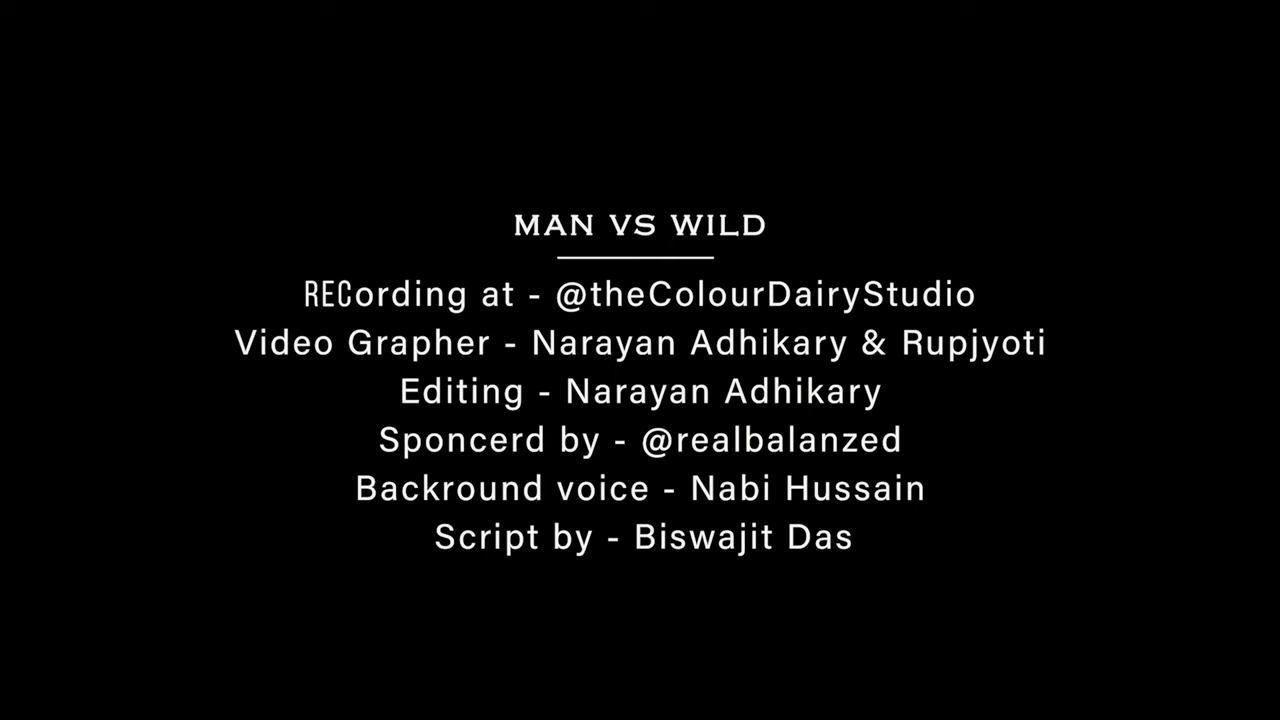 MAN VS WILD
RECording at - @theColourDairyStudio
Video Grapher - Narayan Adhikary & Rupjyoti
Editing - Narayan Adhikary
Sponcerd by - @realbalanzed
Backround voice - Nabi Hussain
Script by - Biswajit Das